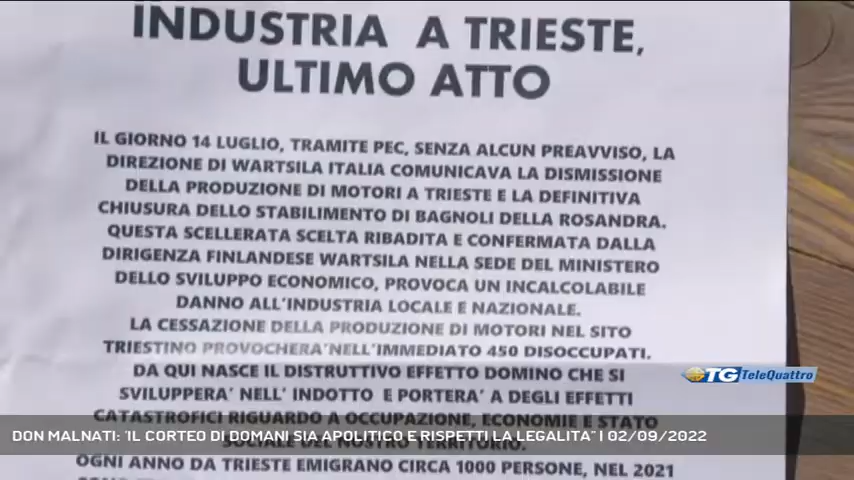 INDUSTRIA A TRIESTE,
ULTIMO ATTO
IL GIORNO 14 LUGLIO, TRAMITE PEC, SENZA ALCUN PREAVVISO, LA
DIREZIONE DI WARTSILA ITALIA COMUNICAVA LA DISMISSIONE
DELLA PRODUZIONE DI MOTORI A TRIESTE E LA DEFINITIVA
CHIUSURA DELLO STABILIMENTO DI BAGNOLI DELLA ROSANDRA.
QUESTA SCELLERATA SCELTA RIBADITA E CONFERMATA DALLA
DIRIGENZA FINLANDESE WARTSILA NELLA SEDE DEL MINISTERO
DELLO SVILUPPO ECONOMICO, PROVOCA UN INCALCOLABILE
DANNO ALL'INDUSTRIA LOCALE E NAZIONALE.
LA CESSAZIONE DELLA PRODUZIONE DI MOTORI NEL SITO
TRIESTINO PROVOCHERA'NELL'IMMEDIATO 450 DISOCCUPATI.
DA QUI NASCE IL DISTRUTTIVO EFFETTO DOMINO CHE SI
SVILUPPERA' NELL' INDOTTO E PORTERA' A DEGLI EFFETTI
CATASTROFICI RIGUARDO A OCCUPAZIONE, ECONOMIE E STATO
SOCIALE DEL NOSTRO TERRITORIO.
OGNI ANNO DA TRIESTE EMIGRANO CIRCA 1000 PERSONE, NEL 2021
TG TeleQuattro
DON MALNATI: "IL CORTEO DI DOMANI SIA APOLITICO E RISPETTI LA LEGALITA" | 02/09/2022